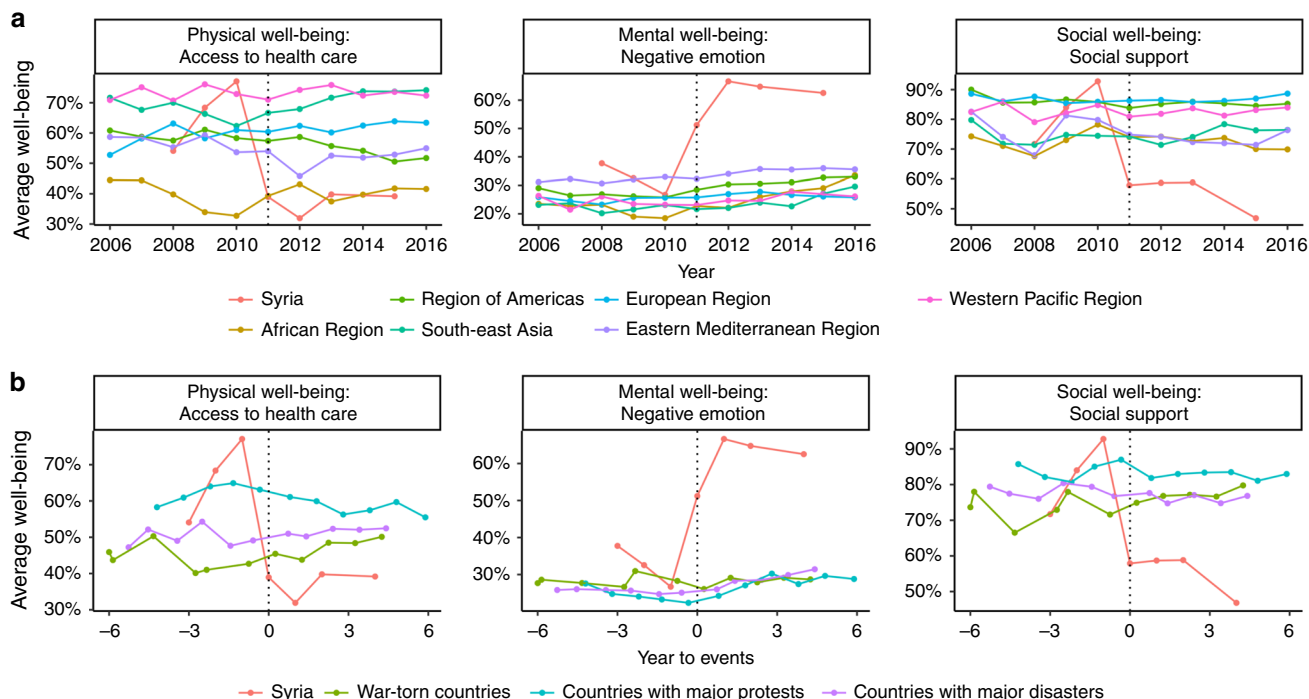 a
Physical well-being:
Access to health care
Mental well-being:
Negative emotion
Social well-being:
Social support
Average well-being
70%
60%
50%
40%
30%
2006 2008 2010 2012 2014 2016
60%
50%
40%
30%
20%
2006 2008 2010 2012 2014 2016
90%
80%
70%
60%
50%
2006 2008 2010 2012 2014 2016
Year
Syria
Region of Americas
European Region
Western Pacific Region
African Region
South-east Asia
Eastern Mediterranean Region
b
Physical well-being:
Access to health care
Mental well-being:
Negative emotion
Social well-being:
Social support
Average well-being
70%
60%
50%
40%
30%
–6 –3 0 3 6
60%
50%
40%
30%
–6 –3 0 3 6
90%
80%
70%
60%
50%
–6 –3 0 3 6
Year to events
Syria
War-torn countries
Countries with major protests
Countries with major disasters